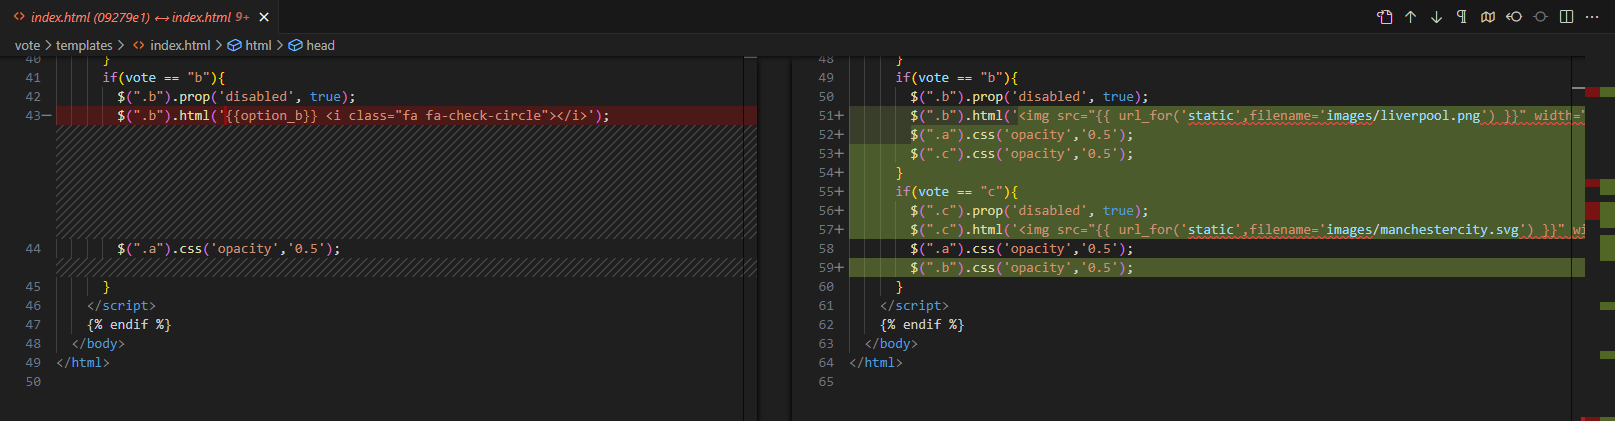 index.html (09279e1) ↔ index.html 9+
vote > templates > index.html > html > head
40 }
41 if(vote == "b"){
42 $(".b").prop('disabled', true);
43− $(".b").html('{{option_b}} <i class="fa fa-check-circle"></i>');
44 $(".a").css('opacity','0.5');
45 }
46 </script>
47 {% endif %}
48 </body>
49 </html>
50
48 }
49 if(vote == "b"){
50 $(".b").prop('disabled', true);
51+ $(".b").html('<img src="{{ url_for('static',filename='images/liverpool.png') }}" width="
52+ $(".a").css('opacity','0.5');
53+ $(".c").css('opacity','0.5');
54+ }
55+ if(vote == "c"){
56+ $(".c").prop('disabled', true);
57+ $(".c").html('<img src="{{ url_for('static',filename='images/manchestercity.svg') }}" wi
58 $(".a").css('opacity','0.5');
59+ $(".b").css('opacity','0.5');
60 }
61 </script>
62 {% endif %}
63 </body>
64 </html>
65